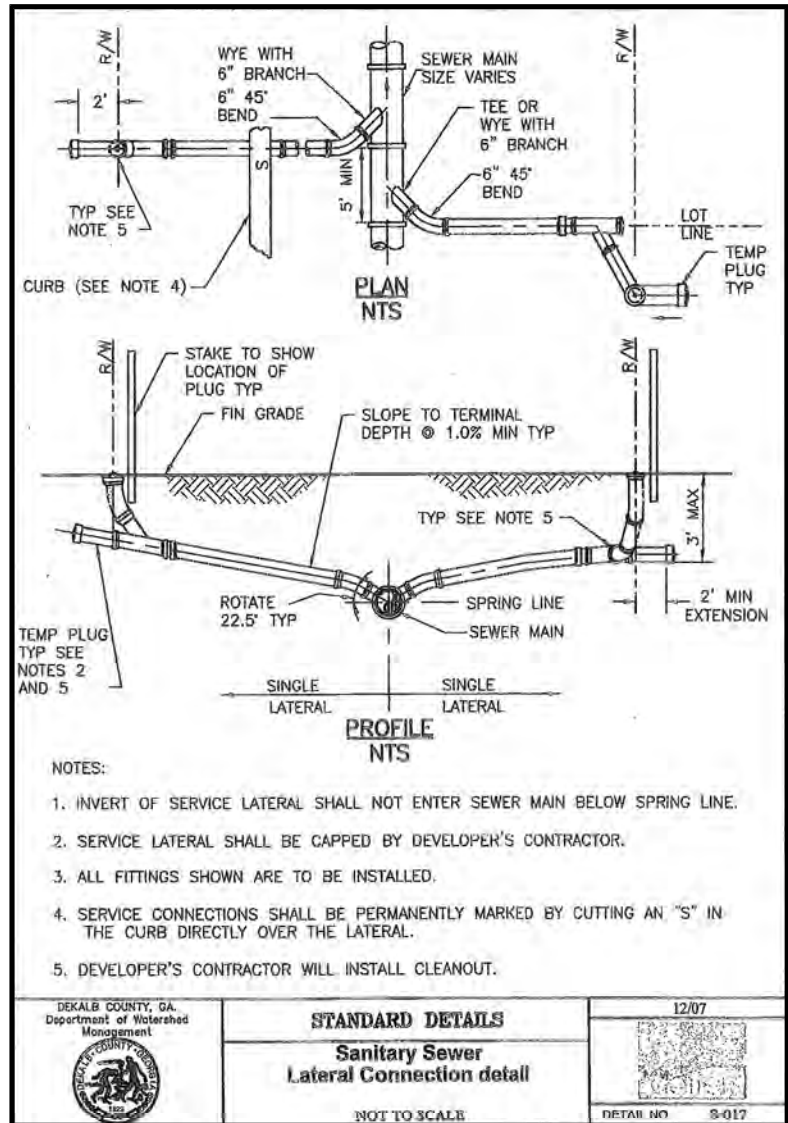 R/W
2'
WYE WITH
6" BRANCH
6" 45°
BEND
SEWER MAIN
SIZE VARIES
TEE OR
WYE WITH
6" BRANCH
6" 45°
BEND
R/W
S
5' MIN
TYP SEE
NOTE 5
CURB (SEE NOTE 4)
PLAN
NTS
LOT
LINE
TEMP
PLUG
TYP
R/W
STAKE TO SHOW
LOCATION OF
PLUG TYP
FIN GRADE
SLOPE TO TERMINAL
DEPTH @ 1.0% MIN TYP
R/W
TYP SEE NOTE 5
3' MAX
ROTATE
22.5° TYP
SPRING LINE
SEWER MAIN
2' MIN
EXTENSION
TEMP PLUG
TYP SEE
NOTES 2
AND 5
SINGLE
LATERAL
SINGLE
LATERAL
PROFILE
NTS
NOTES:
1. INVERT OF SERVICE LATERAL SHALL NOT ENTER SEWER MAIN BELOW SPRING LINE.
2. SERVICE LATERAL SHALL BE CAPPED BY DEVELOPER'S CONTRACTOR.
3. ALL FITTINGS SHOWN ARE TO BE INSTALLED.
4. SERVICE CONNECTIONS SHALL BE PERMANENTLY MARKED BY CUTTING AN "S" IN
THE CURB DIRECTLY OVER THE LATERAL.
5. DEVELOPER'S CONTRACTOR WILL INSTALL CLEANOUT.
DEKALB COUNTY, GA.
Department of Watershed
Management
DEKALB COUNTY GEORGIA
1822
STANDARD DETAILS
Sanitary Sewer
Lateral Connection detail
NOT TO SCALE
12/07
DETAIL NO S-017